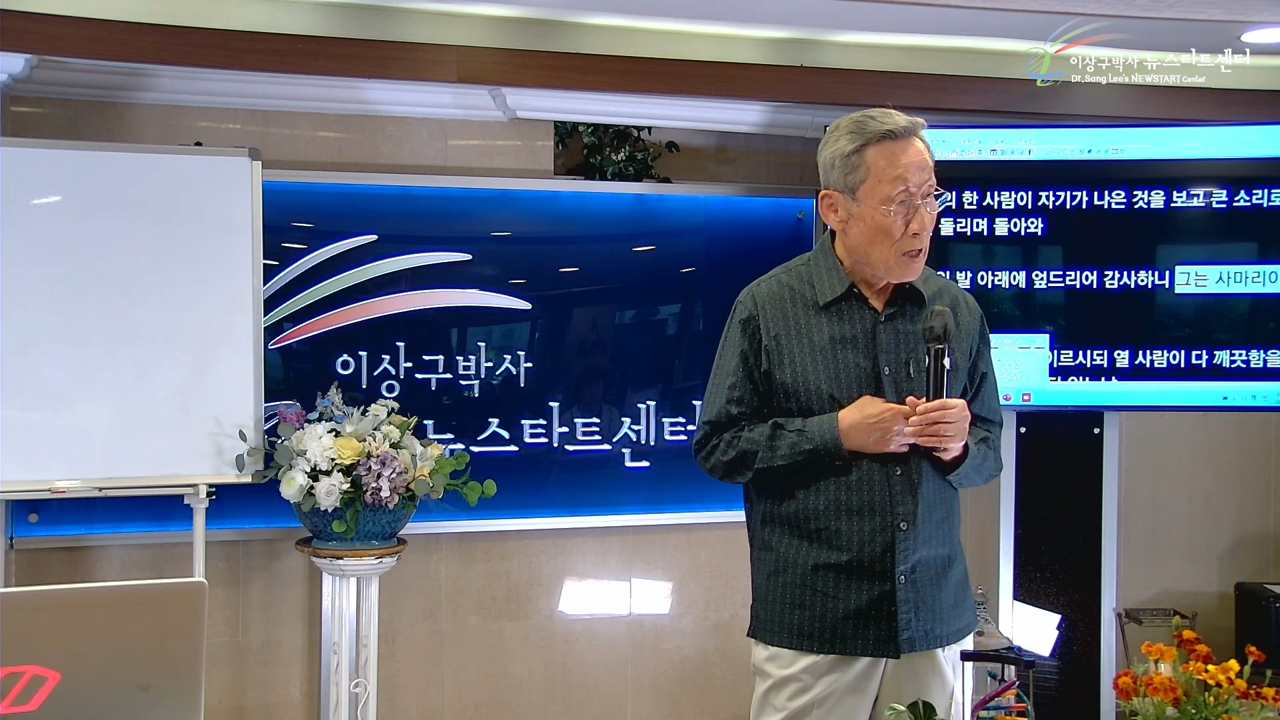 이상구박사 뉴스타트센터
Dr. Sang Lee's NEWSTART Center
이상구박사
뉴스타트센터
의 한 사람이 자기가 나은 것을 보고 큰 소리로
돌리며 돌아와
발 아래에 엎드리어 감사하니 그는 사마리아
이르시되 열 사람이 다 깨끗함을